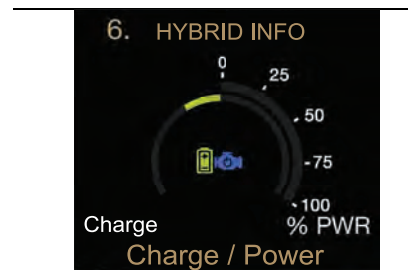 6. HYBRID INFO
0
25
50
-75
100
Charge
% PWR
Charge / Power